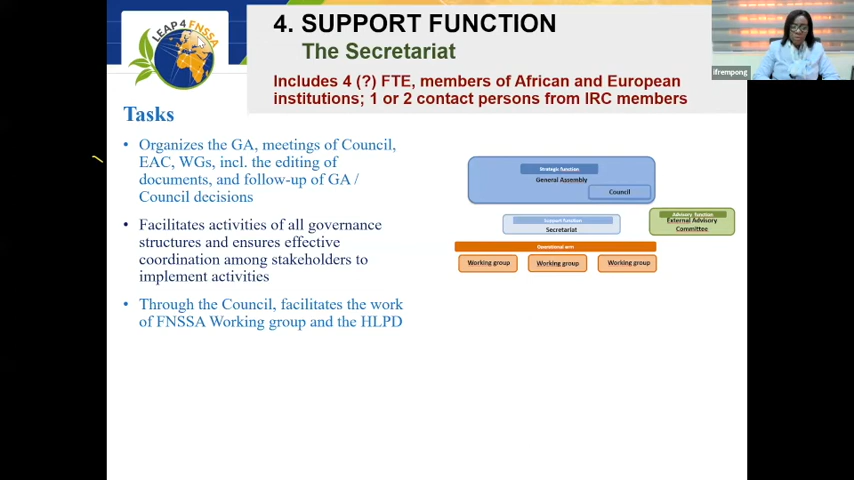 LEAP 4 FNSSA
4. SUPPORT FUNCTION
The Secretariat
Includes 4 (?) FTE, members of African and European
institutions; 1 or 2 contact persons from IRC members
ifrempong
Tasks
• Organizes the GA, meetings of Council,
EAC, WGs, incl. the editing of
documents, and follow-up of GA /
Council decisions
• Facilitates activities of all governance
structures and ensures effective
coordination among stakeholders to
implement activities
• Through the Council, facilitates the work
of FNSSA Working group and the HLPD
Strategic function
General Assembly
Council
Support function
Secretariat
Advisory function
External Advisory
Committee
Operational arm
Working group
Working group
Working group